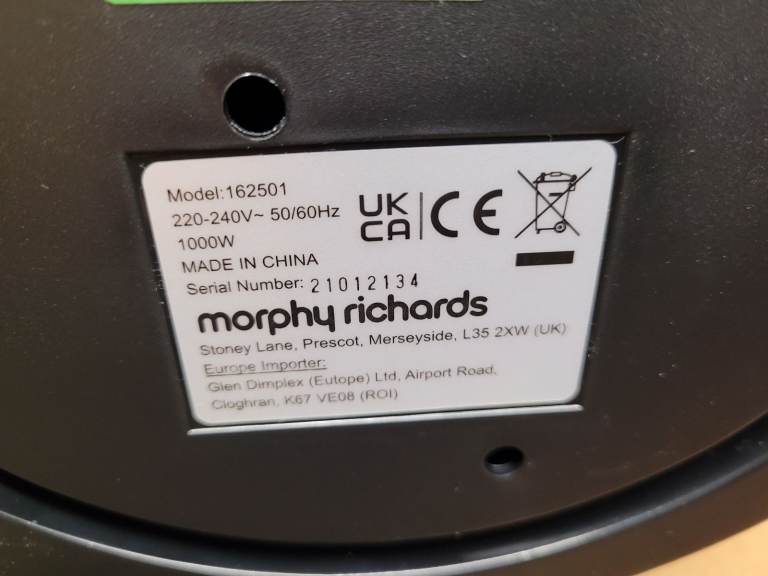 Model:162501
220-240V~ 50/60Hz
1000W
MADE IN CHINA
Serial Number: 21012134
UK
CA
CE
morphy richards
Stoney Lane, Prescot, Merseyside, L35 2XW (UK)
Europe Importer:
Glen Dimplex (Eutope) Ltd, Airport Road,
Cloghran, K67 VE08 (ROI)